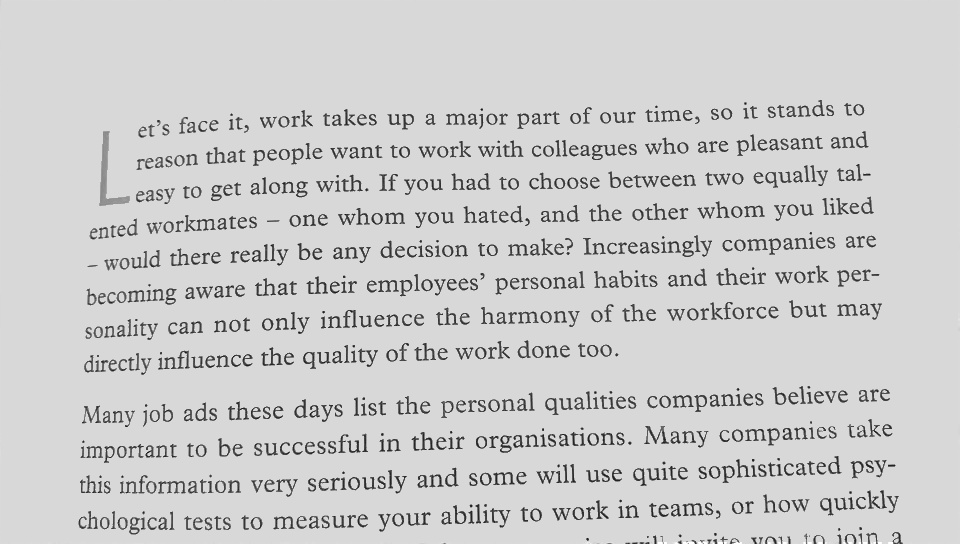 Let's face it, work takes up a major part of our time, so it stands to
reason that people want to work with colleagues who are pleasant and
easy to get along with. If you had to choose between two equally tal-
ented workmates – one whom you hated, and the other whom you liked
– would there really be any decision to make? Increasingly companies are
becoming aware that their employees' personal habits and their work per-
sonality can not only influence the harmony of the workforce but may
directly influence the quality of the work done too.
Many job ads these days list the personal qualities companies believe are
important to be successful in their organisations. Many companies take
this information very seriously and some will use quite sophisticated psy-
chological tests to measure your ability to work in teams, or how quickly
will invite you to join a